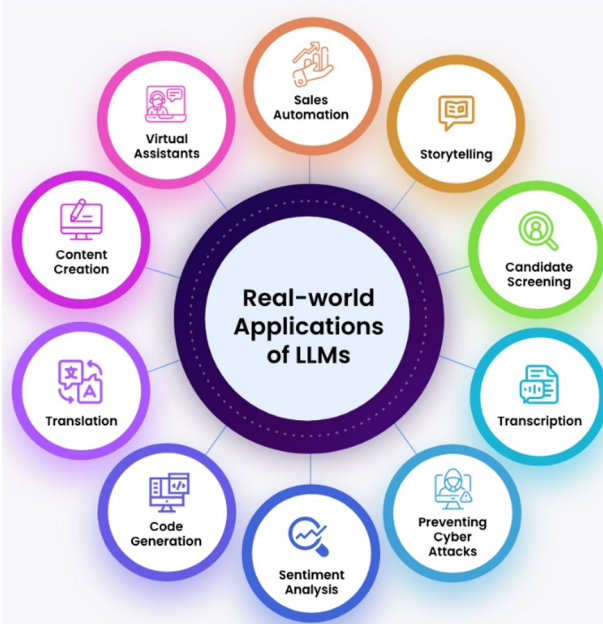 Real-world
Applications
of LLMs
Sales
Automation
Storytelling
Candidate
Screening
Transcription
Preventing
Cyber
Attacks
Sentiment
Analysis
Code
Generation
Translation
Content
Creation
Virtual
Assistants
文
A